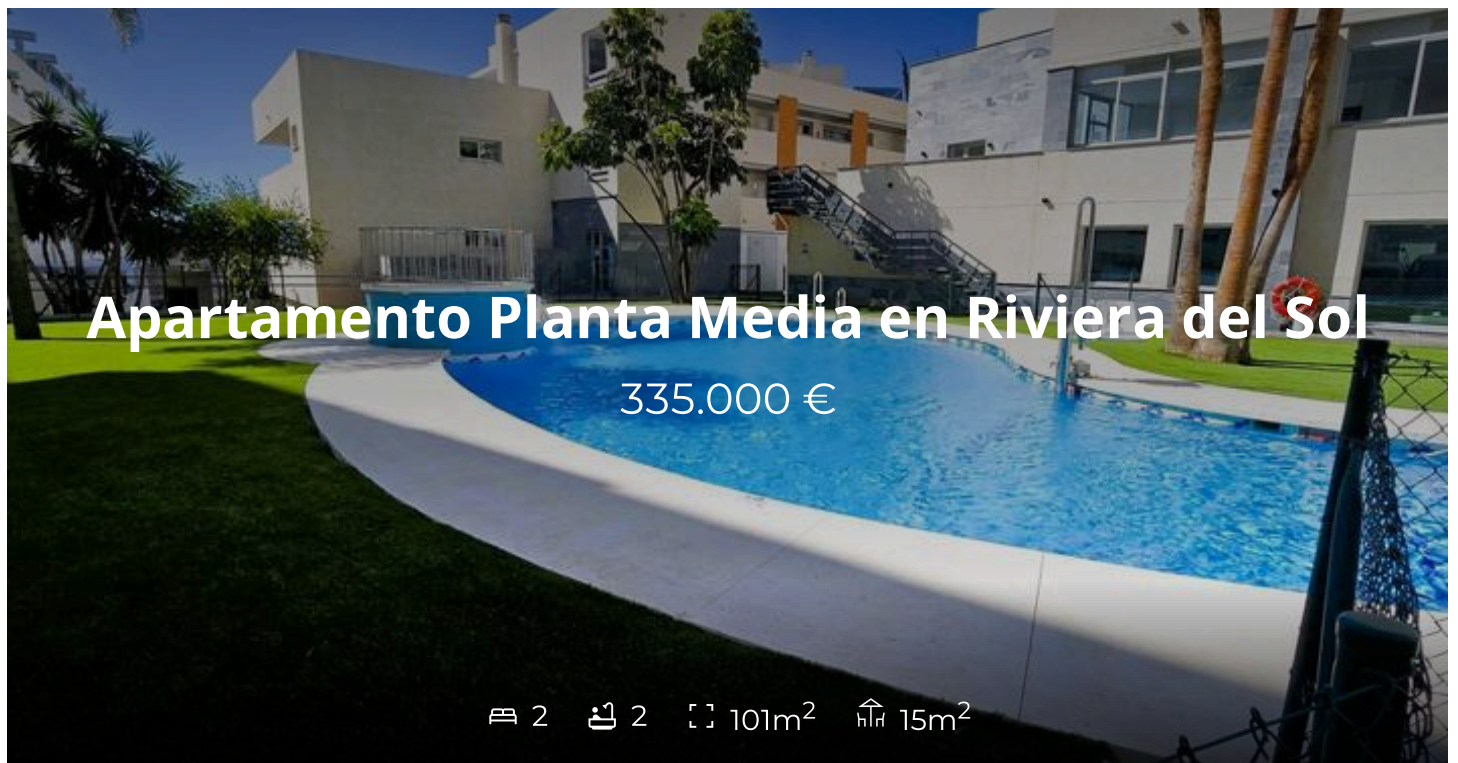 Apartamento Planta Media en Riviera del Sol
335.000 €
2 2 101m² 15m²